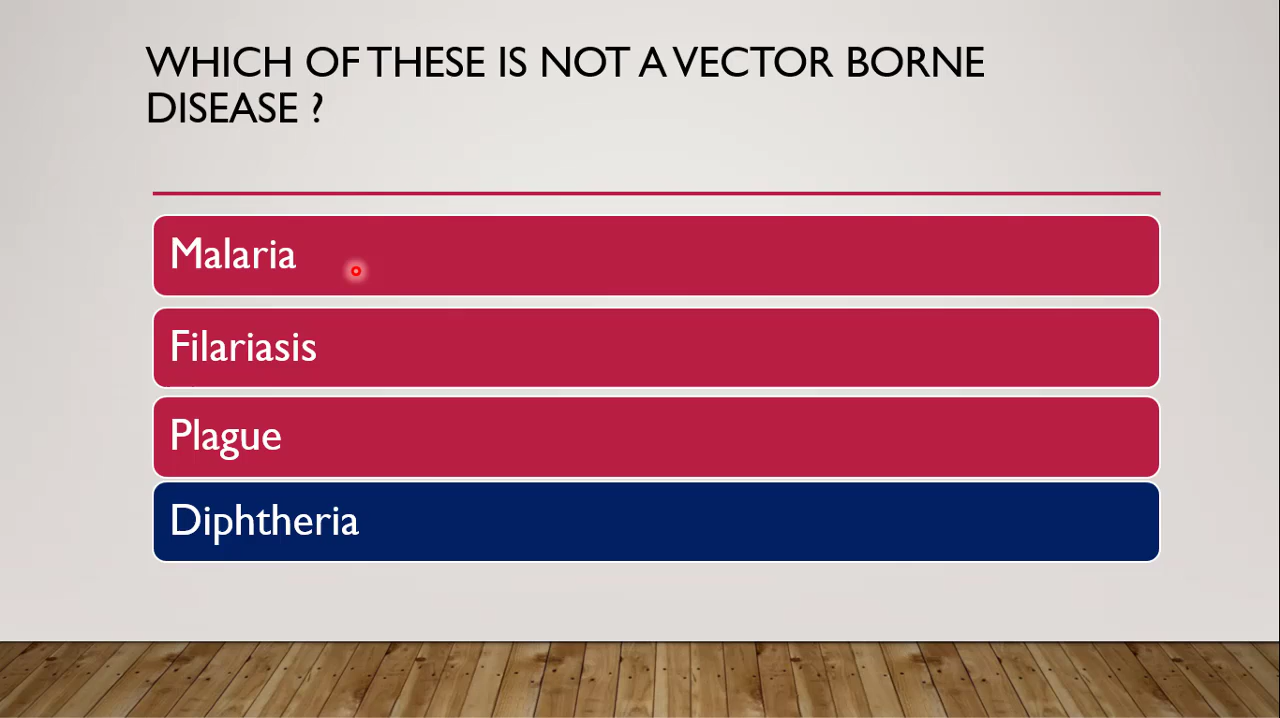 WHICH OF THESE IS NOT A VECTOR BORNE
DISEASE ?
Malaria
Filariasis
Plague
Diphtheria